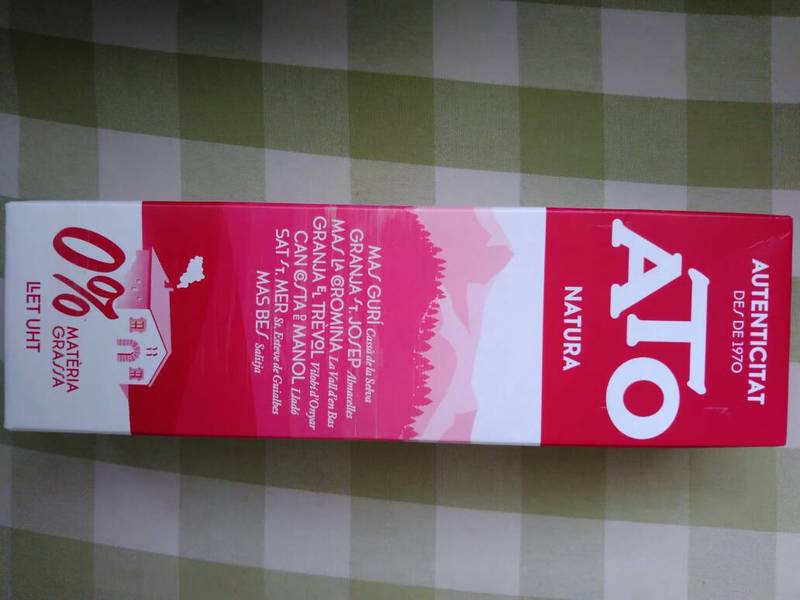 AUTENTICITAT
DES DE 1970
ATO
NATURA
MAS GURÍ Cassà de la Selva
GRANJA ST. JOSEP Almacelles
MAS LA COROMINA La Vall d'en Bas
GRANJA EL TREVOL Vilobí d'Onyar
CAN COSTA DE MANOL Lladó
SAT ST. MER St. Esteve de Guialbes
MAS BES Salitja
0%
MATÈRIA
GRASSA
LLET UHT